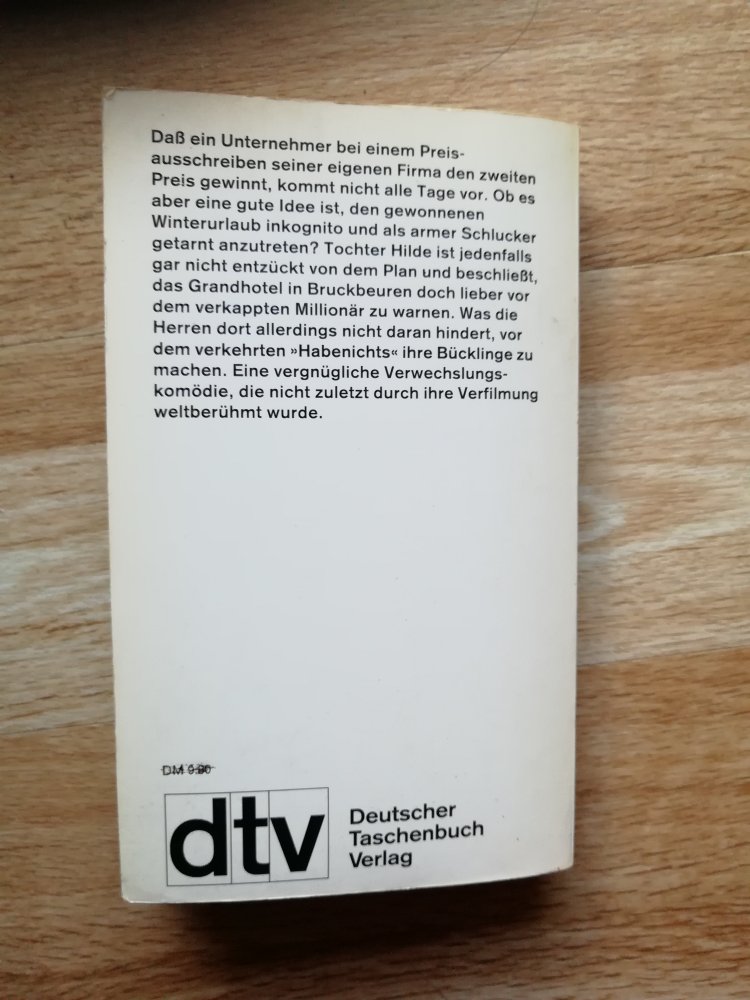 Daß ein Unternehmer bei einem Preis-
ausschreiben seiner eigenen Firma den zweiten
Preis gewinnt, kommt nicht alle Tage vor. Ob es
aber eine gute Idee ist, den gewonnenen
Winterurlaub inkognito und als armer Schlucker
getarnt anzutreten? Tochter Hilde ist jedenfalls
gar nicht entzückt von dem Plan und beschließt,
das Grandhotel in Bruckbeuren doch lieber vor
dem verkappten Millionär zu warnen. Was die
Herren dort allerdings nicht daran hindert, vor
dem verkehrten »Habenichts« ihre Bücklinge zu
machen. Eine vergnügliche Verwechslungs-
komödie, die nicht zuletzt durch ihre Verfilmung
weltberühmt wurde.
DM
dtv
Deutscher
Taschenbuch
Verlag